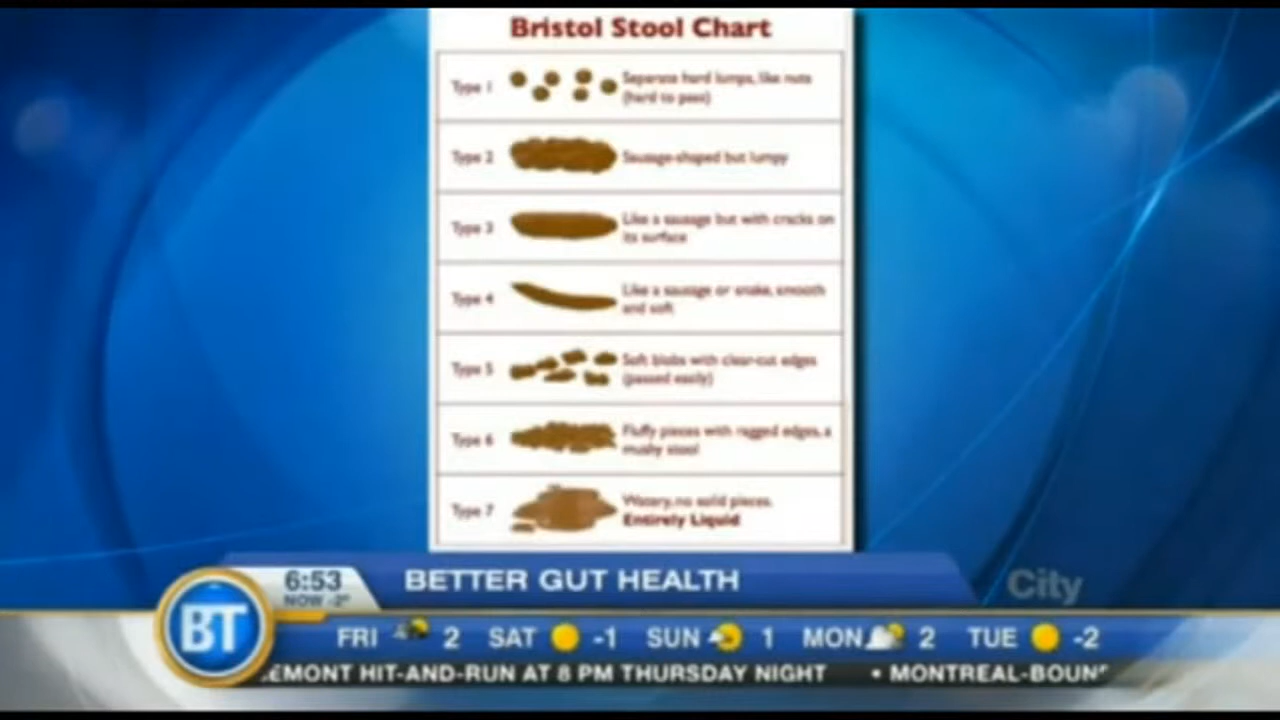 Bristol Stool Chart
Type 1
Separate hard lumps, like nuts
(hard to pass)
Type 2
Sausage-shaped but lumpy
Type 3
Like a sausage but with cracks on
its surface
Type 4
Like a sausage or snake, smooth
and soft
Type 5
Soft blobs with clear-cut edges
(passed easily)
Type 6
Fluffy pieces with ragged edges, a
mushy stool
Type 7
Watery, no solid pieces.
Entirely Liquid
6:53
NOW -2°
BETTER GUT HEALTH
City
BT
FRI 2 SAT -1 SUN 1 MON 2 TUE -2
EMONT HIT-AND-RUN AT 8 PM THURSDAY NIGHT • MONTREAL-BOUN